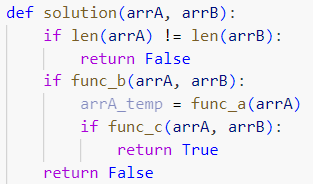 def solution(arrA, arrB):
    if len(arrA) != len(arrB):
        return False
    if func_b(arrA, arrB):
        arrA_temp = func_a(arrA)
        if func_c(arrA, arrB):
            return True
    return False